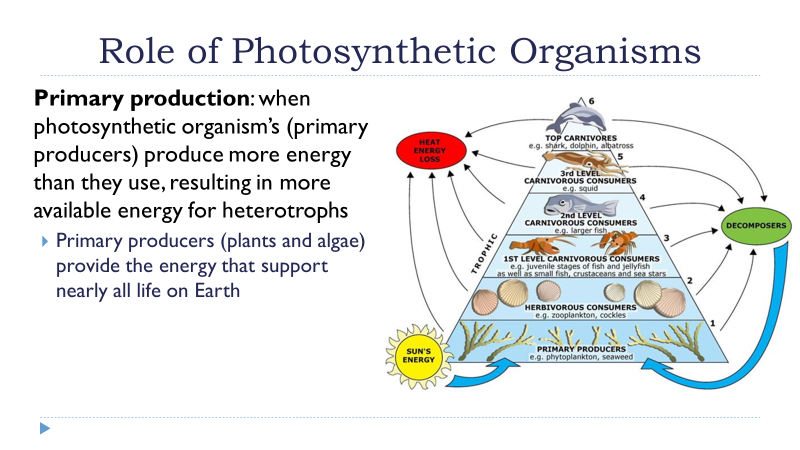 Role of Photosynthetic Organisms
Primary production: when
photosynthetic organism's (primary
producers) produce more energy
than they use, resulting in more
available energy for heterotrophs
Primary producers (plants and algae)
provide the energy that support
nearly all life on Earth
6
TOP CARNIVORES
e.g. shark, dolphin, albatross
HEAT
ENERGY
LOSS
5
3rd LEVEL
CARNIVOROUS CONSUMERS
e.g. squid
4
2nd LEVEL
CARNIVOROUS CONSUMERS
e.g. larger fish
DECOMPOSERS
3
TROPHIC
1ST LEVEL CARNIVOROUS CONSUMERS
e.g. juvenile stages of fish and jellyfish
as well as small fish, crustaceans and sea stars
2
HERBIVOROUS CONSUMERS
e.g. zooplankton, cockles
1
PRIMARY PRODUCERS
e.g. phytoplankton, seaweed
SUN'S
ENERGY